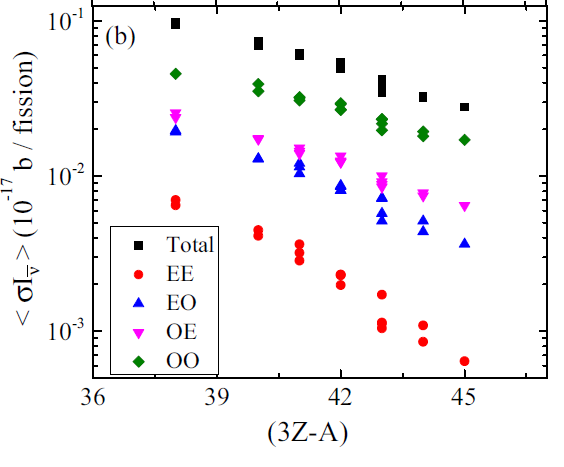 (b)
10⁻¹
10⁻²
10⁻³
< σI_ν̄ > (10⁻¹⁷ b / fission)
Total
EE
EO
OE
OO
36 39 42 45
(3Z-A)